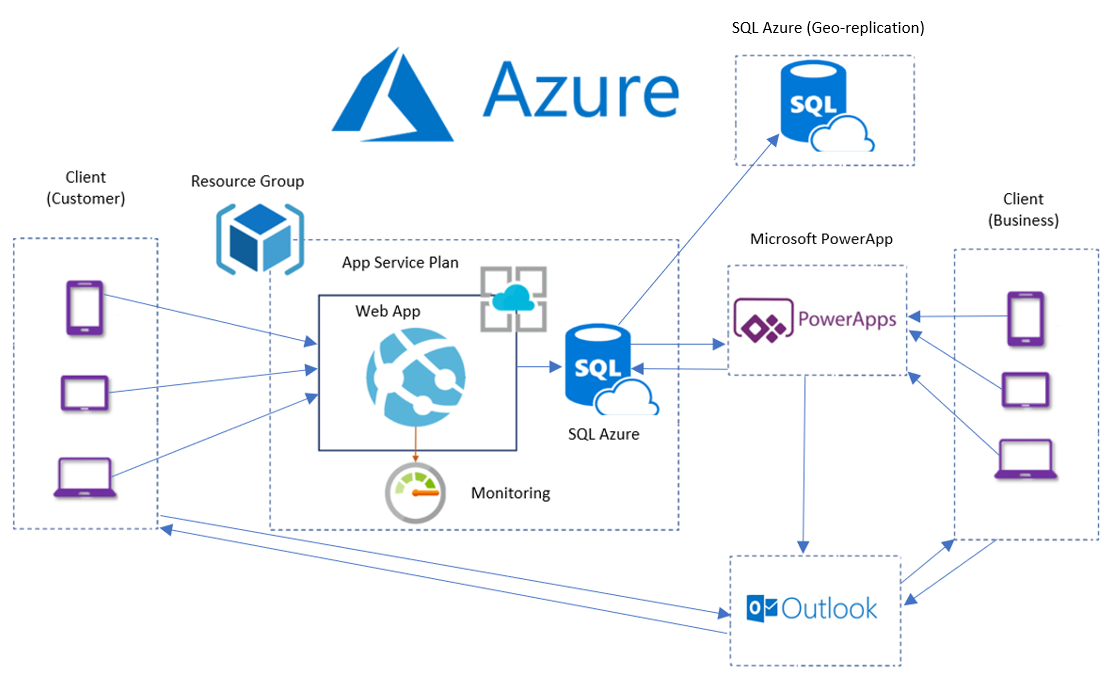 SQL Azure (Geo-replication)
SQL
Azure
Client
(Customer)
Resource Group
Client
(Business)
Microsoft PowerApp
App Service Plan
Web App
PowerApps
SQL
SQL Azure
Monitoring
Outlook